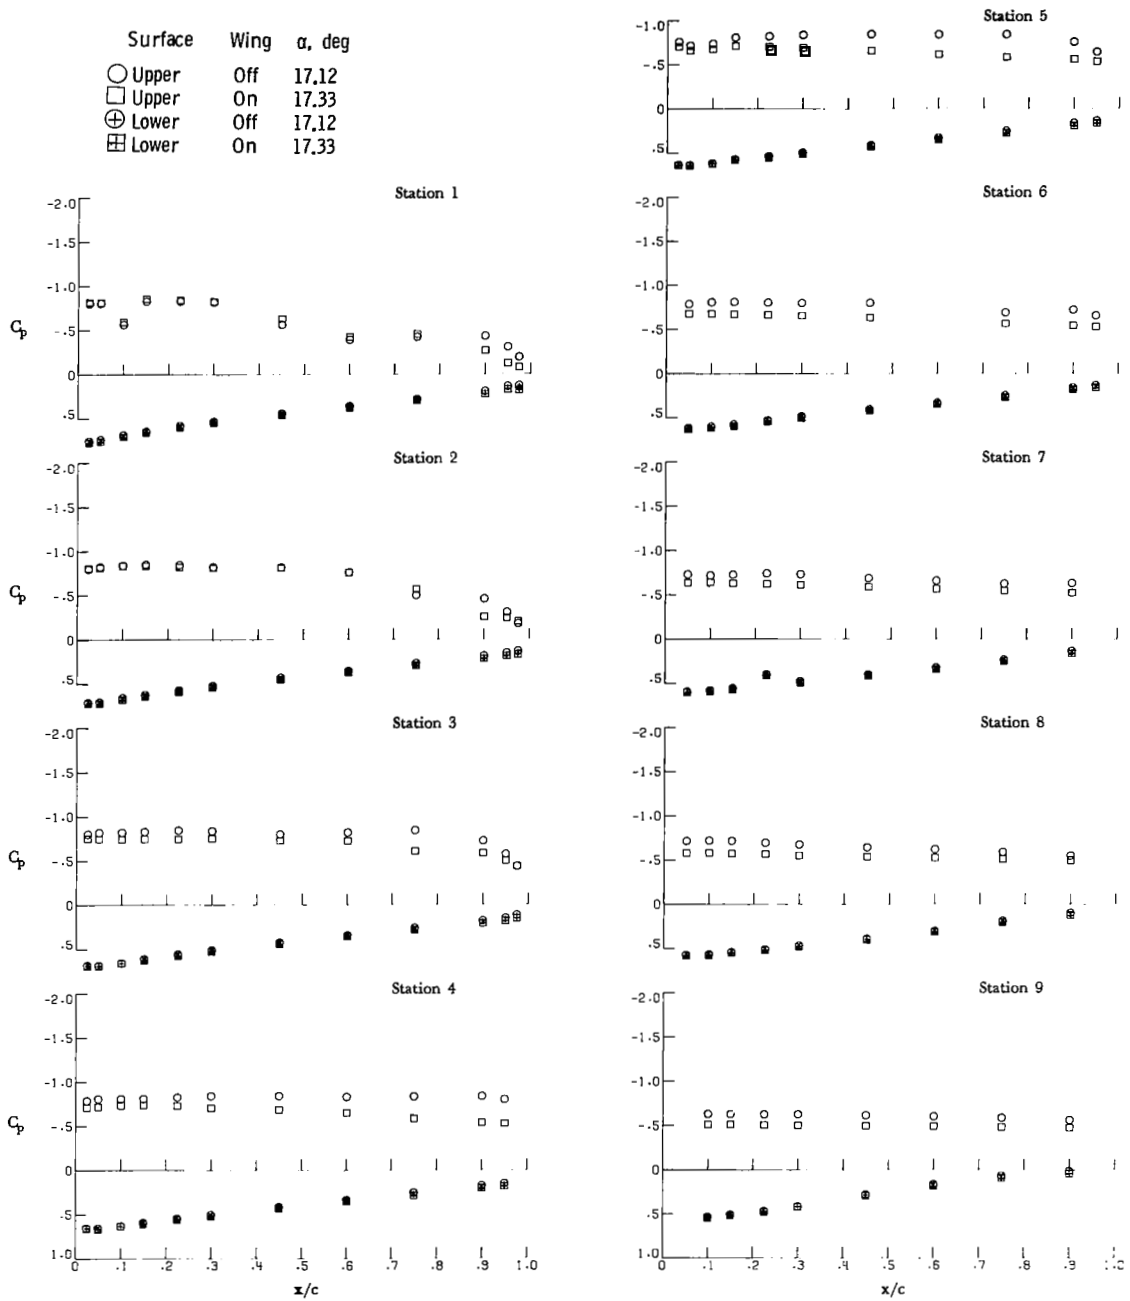 Surface Wing α, deg
Upper Off 17.12
Upper On 17.33
Lower Off 17.12
Lower On 17.33
Station 1
-2.0
-1.5
-1.0
-.5
0
.5
Cp
Station 2
-2.0
-1.5
-1.0
-.5
0
.5
Cp
Station 3
-2.0
-1.5
-1.0
-.5
0
.5
Cp
Station 4
-2.0
-1.5
-1.0
-.5
0
.5
1.0
Cp
0 .1 .2 .3 .4 .5 .6 .7 .8 .9 1.0
x/c
Station 5
-1.0
-.5
0
.5
Station 6
-2.0
-1.5
-1.0
-.5
0
.5
Station 7
-2.0
-1.5
-1.0
-.5
0
.5
Station 8
-2.0
-1.5
-1.0
-.5
0
.5
Station 9
-2.0
-1.5
-1.0
-.5
0
.5
1.0
0 .1 .2 .3 .4 .5 .6 .7 .8 .9
x/c